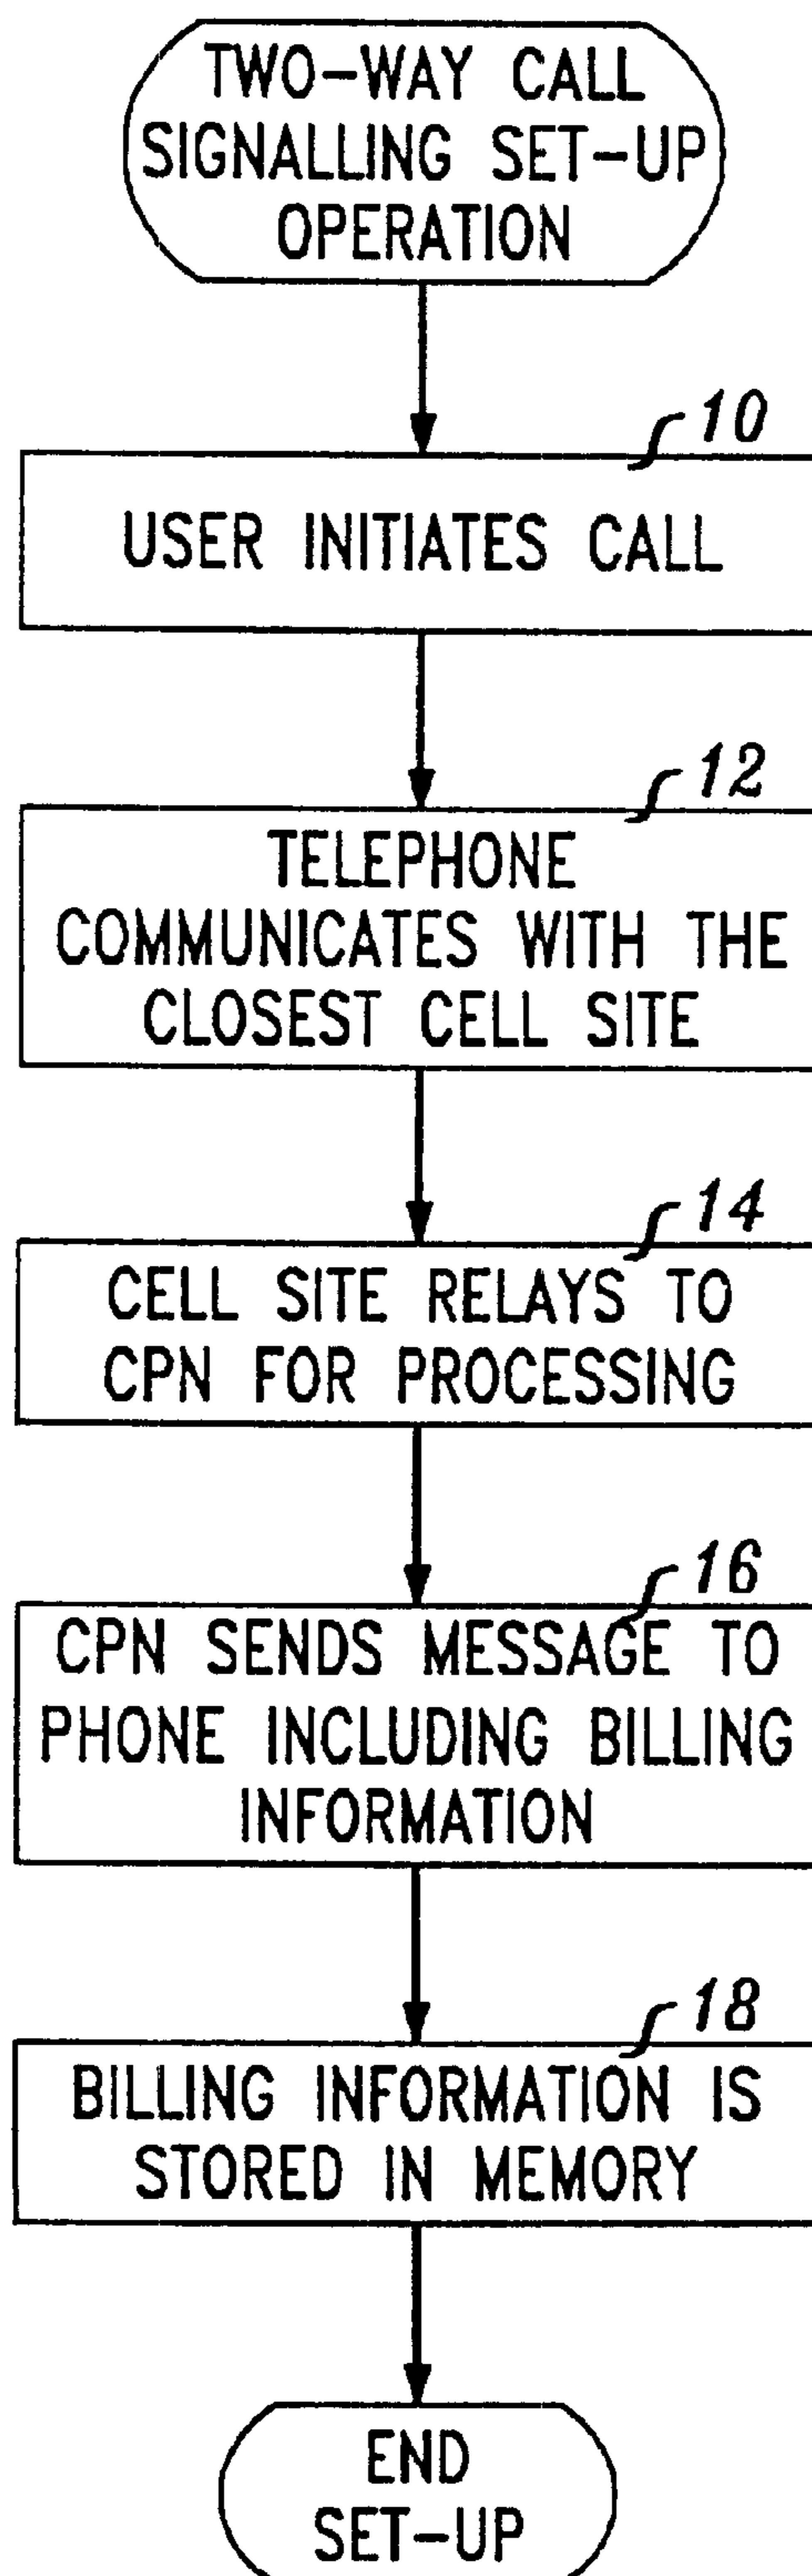 TWO-WAY CALL
SIGNALLING SET-UP
OPERATION
10
USER INITIATES CALL
12
TELEPHONE
COMMUNICATES WITH THE
CLOSEST CELL SITE
14
CELL SITE RELAYS TO
CPN FOR PROCESSING
16
CPN SENDS MESSAGE TO
PHONE INCLUDING BILLING
INFORMATION
18
BILLING INFORMATION IS
STORED IN MEMORY
END
SET-UP